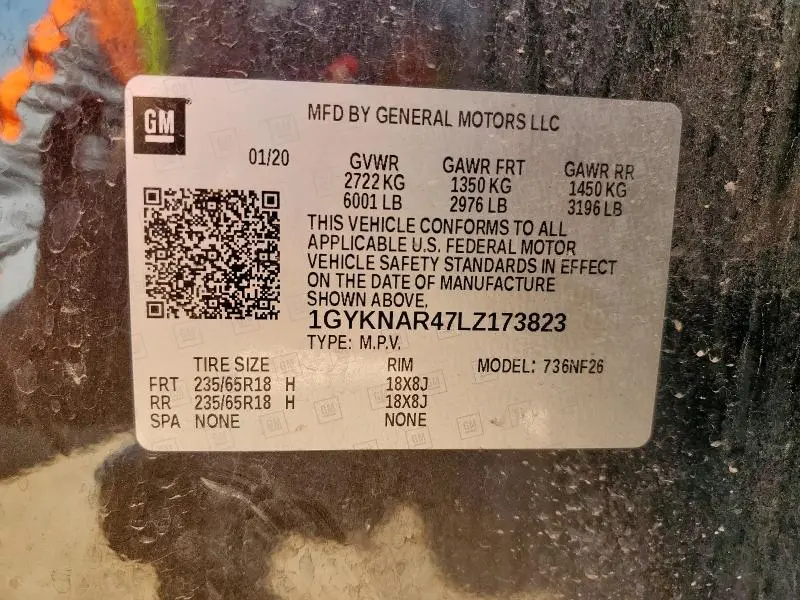 GM
MFD BY GENERAL MOTORS LLC
01/20 GVWR GAWR FRT GAWR RR
2722 KG 1350 KG 1450 KG
6001 LB 2976 LB 3196 LB
THIS VEHICLE CONFORMS TO ALL
APPLICABLE U.S. FEDERAL MOTOR
VEHICLE SAFETY STANDARDS IN EFFECT
ON THE DATE OF MANUFACTURE
SHOWN ABOVE.
1GYKNAR47LZ173823
TYPE: M.P.V.
TIRE SIZE RIM MODEL: 736NF26
FRT 235/65R18 H 18X8J
RR 235/65R18 H 18X8J
SPA NONE NONE